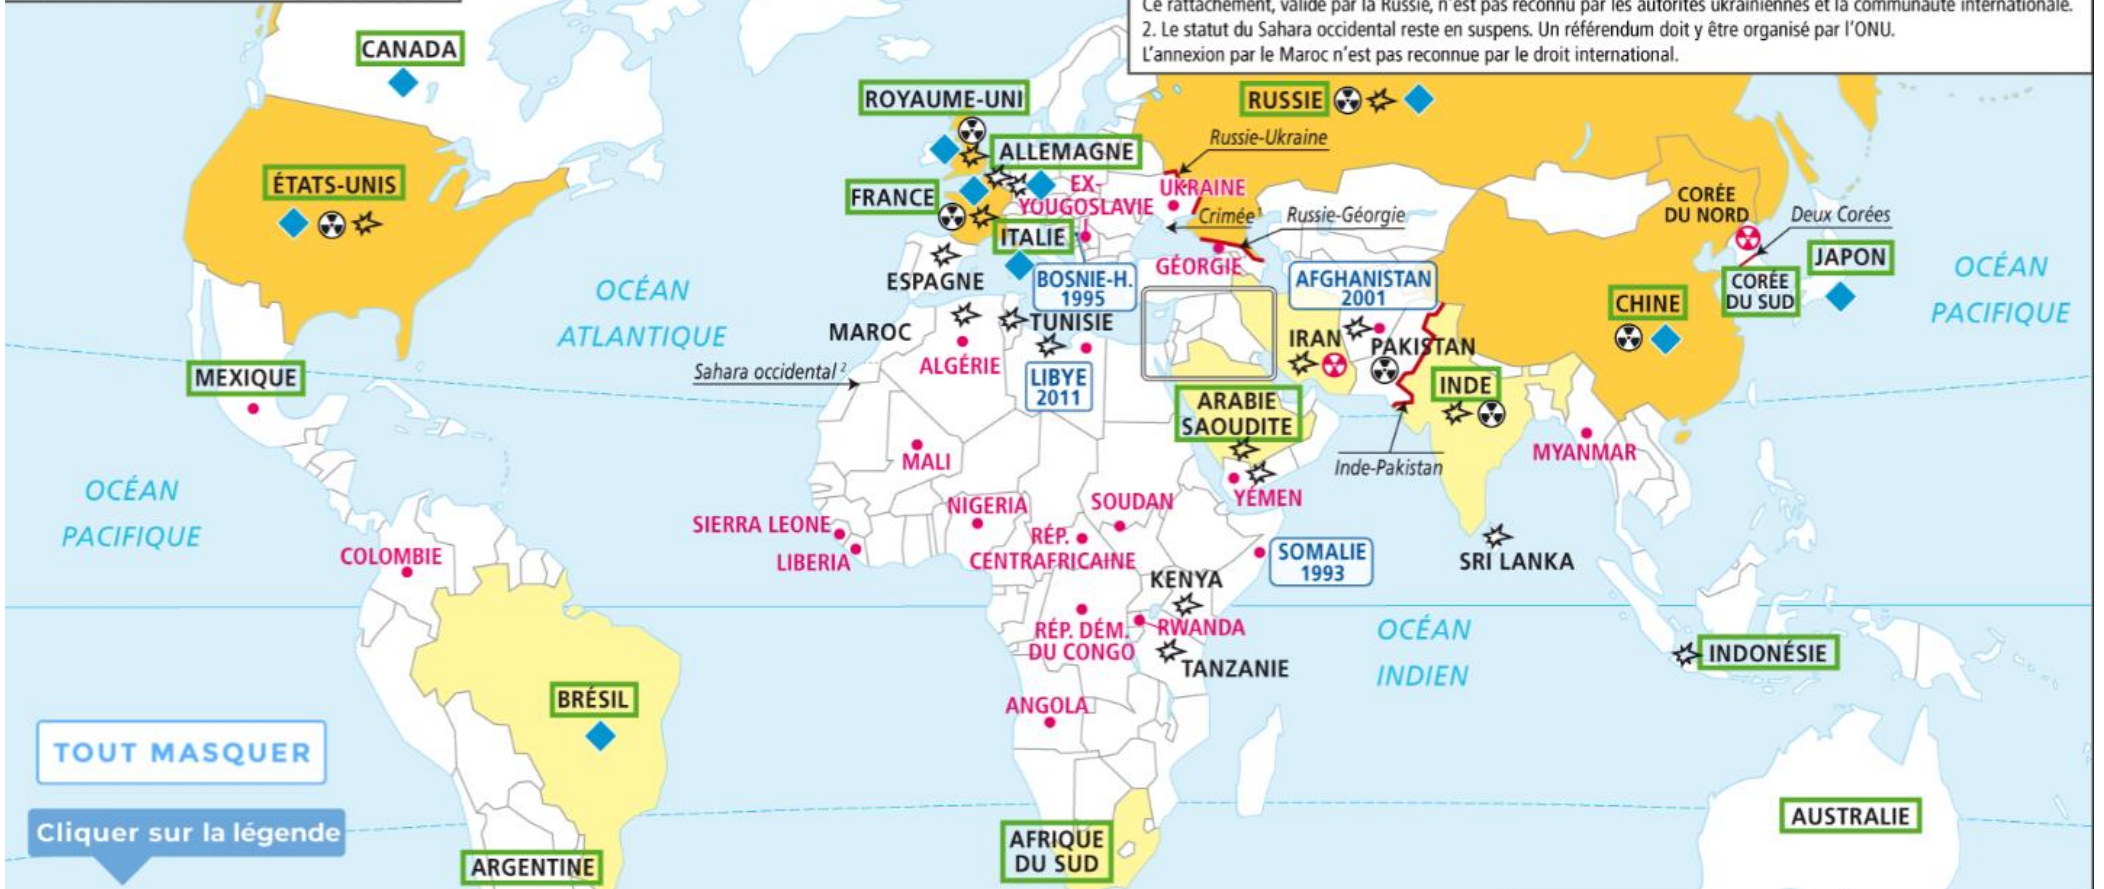 Ce rattachement, validé par la Russie, n'est pas reconnu par les autorités ukrainiennes et la communauté internationale.
2. Le statut du Sahara occidental reste en suspens. Un référendum doit y être organisé par l'ONU.
L'annexion par le Maroc n'est pas reconnue par le droit international.
CANADA
ROYAUME-UNI
RUSSIE
Russie-Ukraine
ALLEMAGNE
ÉTATS-UNIS
FRANCE
EX-
YOUGOSLAVIE
UKRAINE
Crimée 1
Russie-Géorgie
CORÉE
DU NORD
Deux Corées
ITALIE
JAPON
ESPAGNE
BOSNIE-H.
1995
GÉORGIE
AFGHANISTAN
2001
CORÉE
DU SUD
OCÉAN
PACIFIQUE
OCÉAN
ATLANTIQUE
CHINE
MAROC
TUNISIE
IRAN
PAKISTAN
ALGÉRIE
Sahara occidental 2
LIBYE
2011
MEXIQUE
INDE
ARABIE
SAOUDITE
MYANMAR
MALI
Inde-Pakistan
OCÉAN
PACIFIQUE
NIGERIA
SOUDAN
YÉMEN
SIERRA LEONE
LIBERIA
RÉP.
CENTRAFRICAINE
COLOMBIE
SOMALIE
1993
SRI LANKA
KENYA
RÉP. DÉM.
DU CONGO
RWANDA
OCÉAN
INDIEN
TANZANIE
INDONÉSIE
BRÉSIL
ANGOLA
TOUT MASQUER
Cliquer sur la légende
AUSTRALIE
AFRIQUE
DU SUD
ARGENTINE